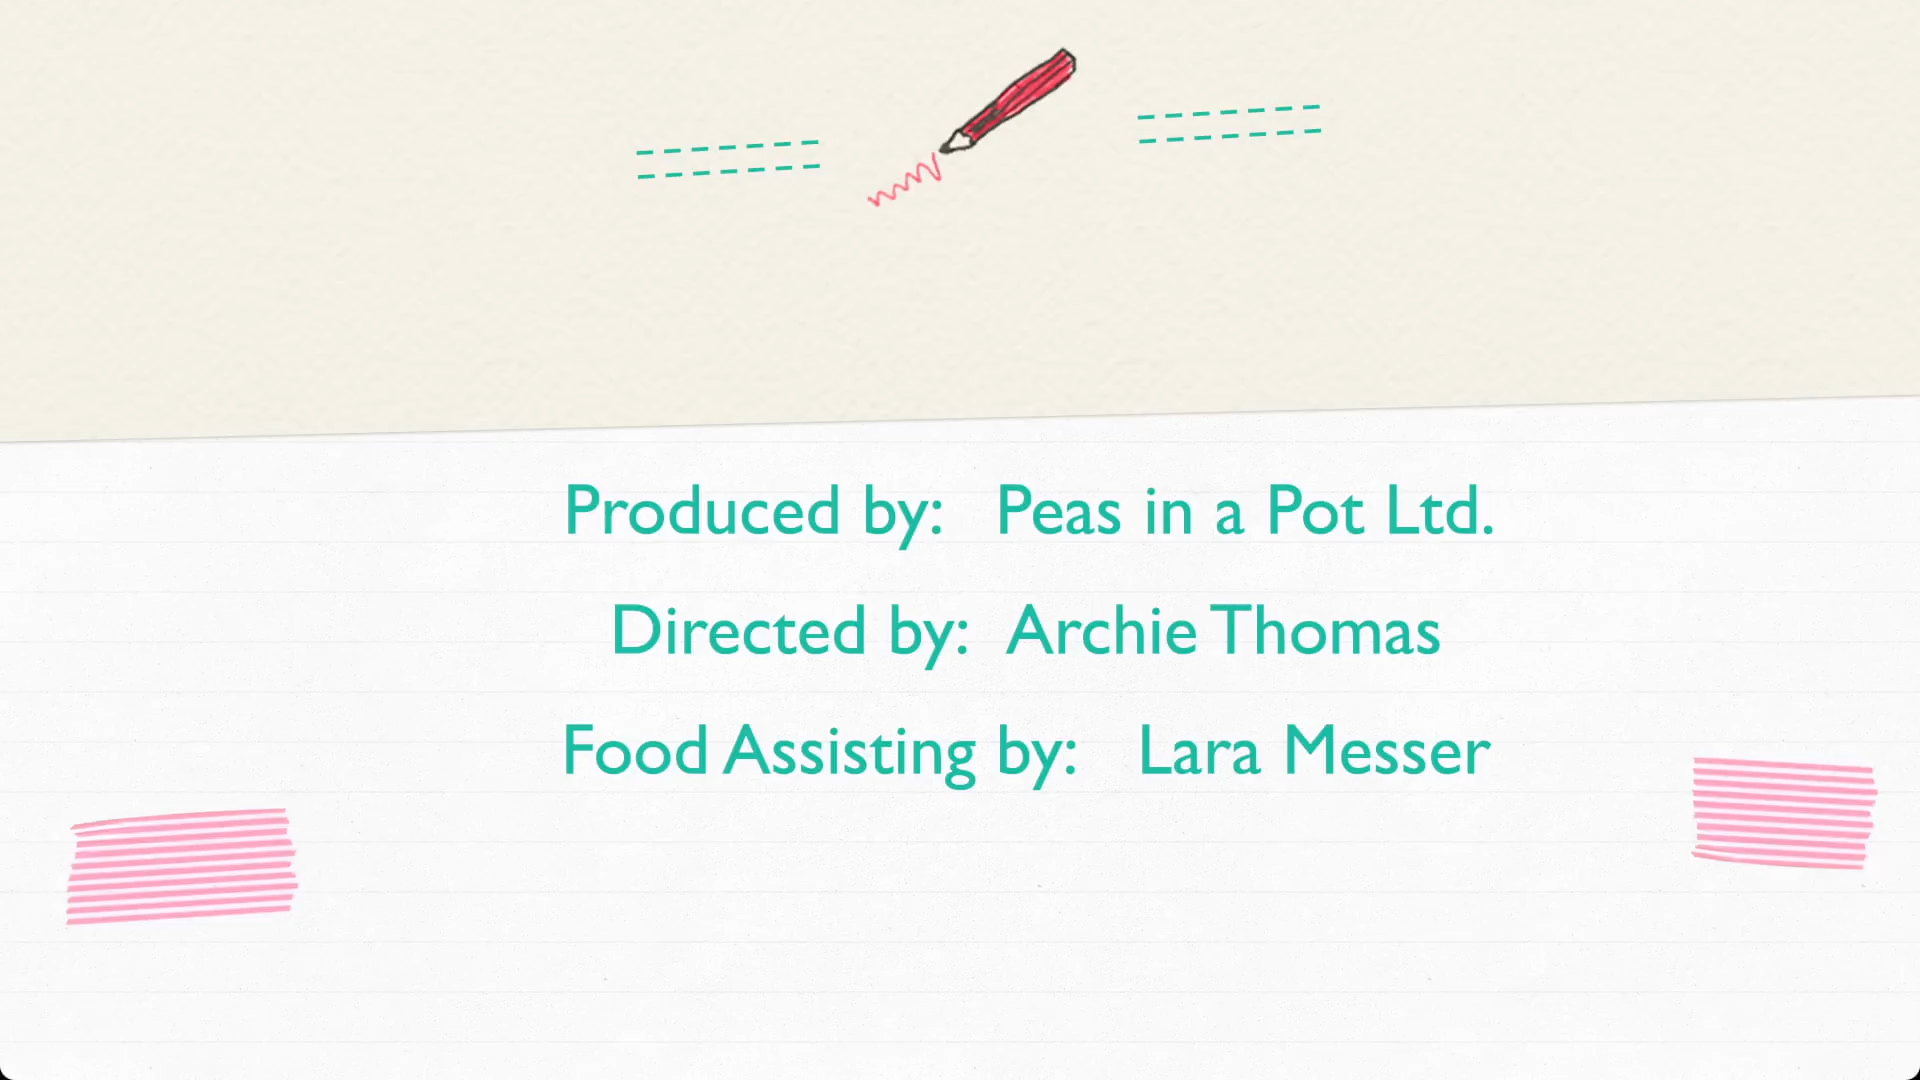 Produced by: Peas in a Pot Ltd.
Directed by: Archie Thomas
Food Assisting by: Lara Messer